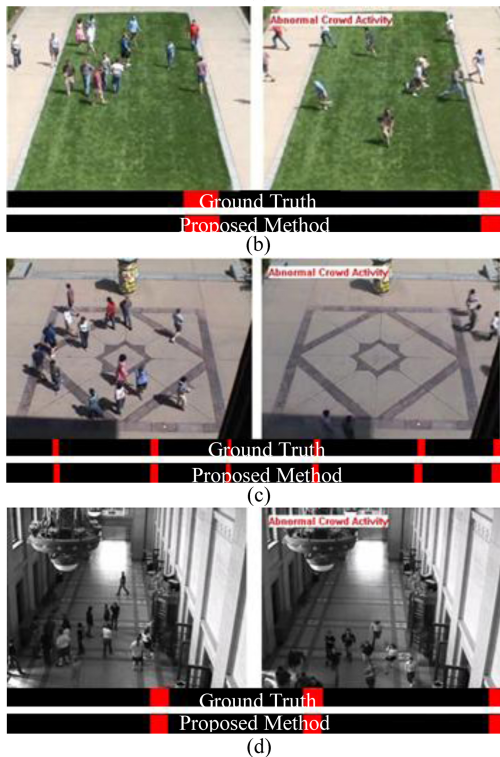 Abnormal Crowd Activity
Ground Truth
Proposed Method
(b)
Abnormal Crowd Activity
Ground Truth
Proposed Method
(c)
Abnormal Crowd Activity
Ground Truth
Proposed Method
(d)